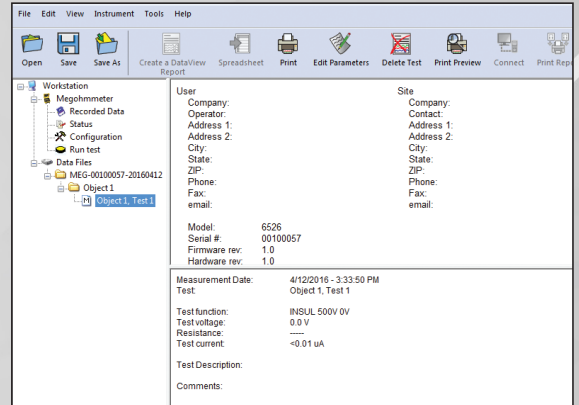 File Edit View Instrument Tools Help
Open Save Save As Create a DataView Report Spreadsheet Print Edit Parameters Delete Test Print Preview Connect Print Repo
Workstation
Megohmmeter
Recorded Data
Status
Configuration
Run test
Data Files
MEG-00100057-20160412
Object 1
Object 1, Test 1
User Site
Company: Company:
Operator: Contact:
Address 1: Address 1:
Address 2: Address 2:
City: City:
State: State:
ZIP: ZIP:
Phone: Phone:
Fax: Fax:
email: email:
Model: 6526
Serial #: 00100057
Firmware rev: 1.0
Hardware rev: 1.0
Measurement Date: 4/12/2016 - 3:33:50 PM
Test: Object 1, Test 1
Test function: INSUL 500V 0V
Test voltage: 0.0 V
Resistance: -----
Test current: <0.01 uA
Test Description:
Comments: